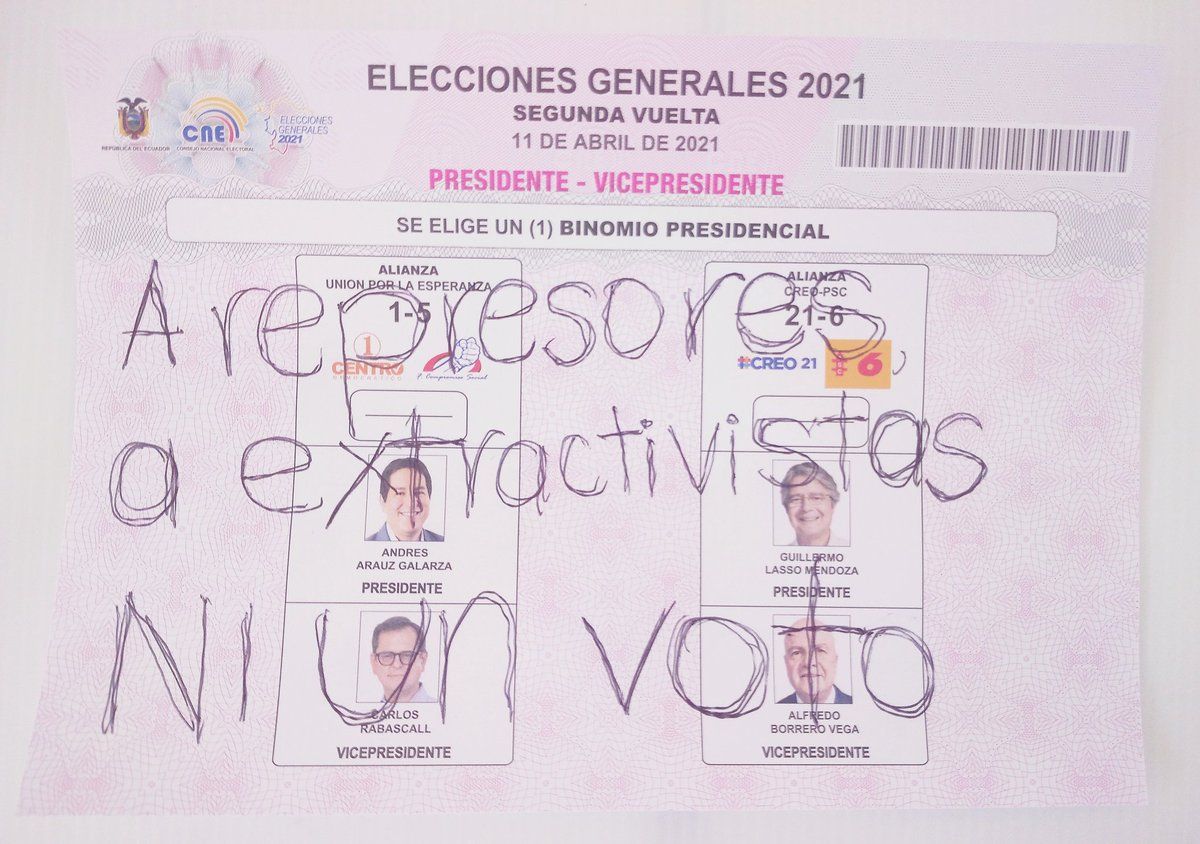 ELECCIONES GENERALES 2021
SEGUNDA VUELTA
11 DE ABRIL DE 2021
REPÚBLICA DEL ECUADOR
CNE
CONSEJO NACIONAL ELECTORAL
ELECCIONES
GENERALES
2021
PRESIDENTE - VICEPRESIDENTE
SE ELIGE UN (1) BINOMIO PRESIDENCIAL
ALIANZA
UNION POR LA ESPERANZA
1-5
1
CENTRO
DEMOCRÁTICO
F. Compromiso Social
ALIANZA
CREO-PSC
21-6
#CREO 21
6
A represores,
a extractivistas
Ni un voto
ANDRES
ARAUZ GALARZA
PRESIDENTE
CARLOS
RABASCALL
VICEPRESIDENTE
GUILLERMO
LASSO MENDOZA
PRESIDENTE
ALFREDO
BORRERO VEGA
VICEPRESIDENTE